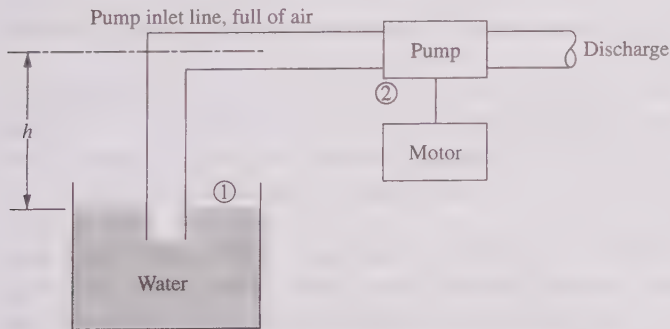 Pump inlet line, full of air
Pump
Discharge
②
h
Motor
①
Water